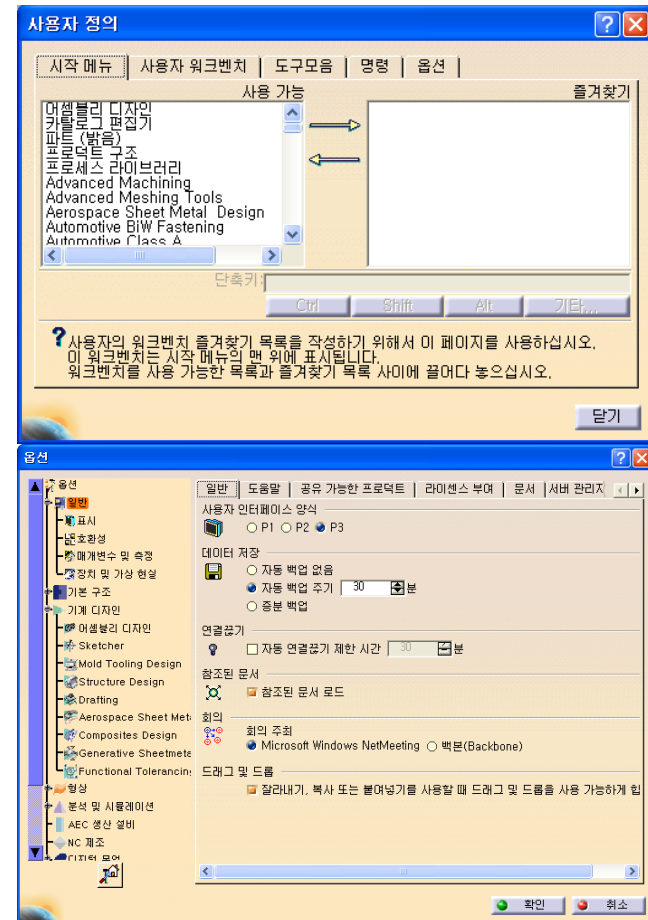 사용자 정의
시작 메뉴 사용자 워크벤치 도구모음 명령 옵션
사용 가능 즐겨찾기
어셈블리 디자인
카탈로그 편집기
파트 (밝음)
프로덕트 구조
프로세스 라이브러리
Advanced Machining
Advanced Meshing Tools
Aerospace Sheet Metal Design
Automotive BiW Fastening
Automotive Class A
단축키:
Ctrl Shift Alt 기타...
사용자의 워크벤치 즐겨찾기 목록을 작성하기 위해서 이 페이지를 사용하십시오.
이 워크벤치는 시작 메뉴의 맨 위에 표시됩니다.
워크벤치를 사용 가능한 목록과 즐겨찾기 목록 사이에 끌어다 놓으십시오.
닫기
옵션
옵션
일반
표시
호환성
매개변수 및 측정
장치 및 가상 현실
기본 구조
기계 디자인
어셈블리 디자인
Sketcher
Mold Tooling Design
Structure Design
Drafting
Aerospace Sheet Met
Composites Design
Generative Sheetmeta
Functional Tolerancin
형상
분석 및 시뮬레이션
AEC 생산 설비
NC 제조
디지털 모업
일반 도움말 공유 가능한 프로덕트 라이센스 부여 문서 서버 관리자
사용자 인터페이스 양식
P1 P2 P3
데이터 저장
자동 백업 없음
자동 백업 주기 30 분
증분 백업
연결끊기
자동 연결끊기 제한 시간 30 분
참조된 문서
참조된 문서 로드
회의
회의 주최
Microsoft Windows NetMeeting 백본(Backbone)
드래그 및 드롭
잘라내기, 복사 또는 붙여넣기를 사용할 때 드래그 및 드롭을 사용 가능하게 합
확인 취소